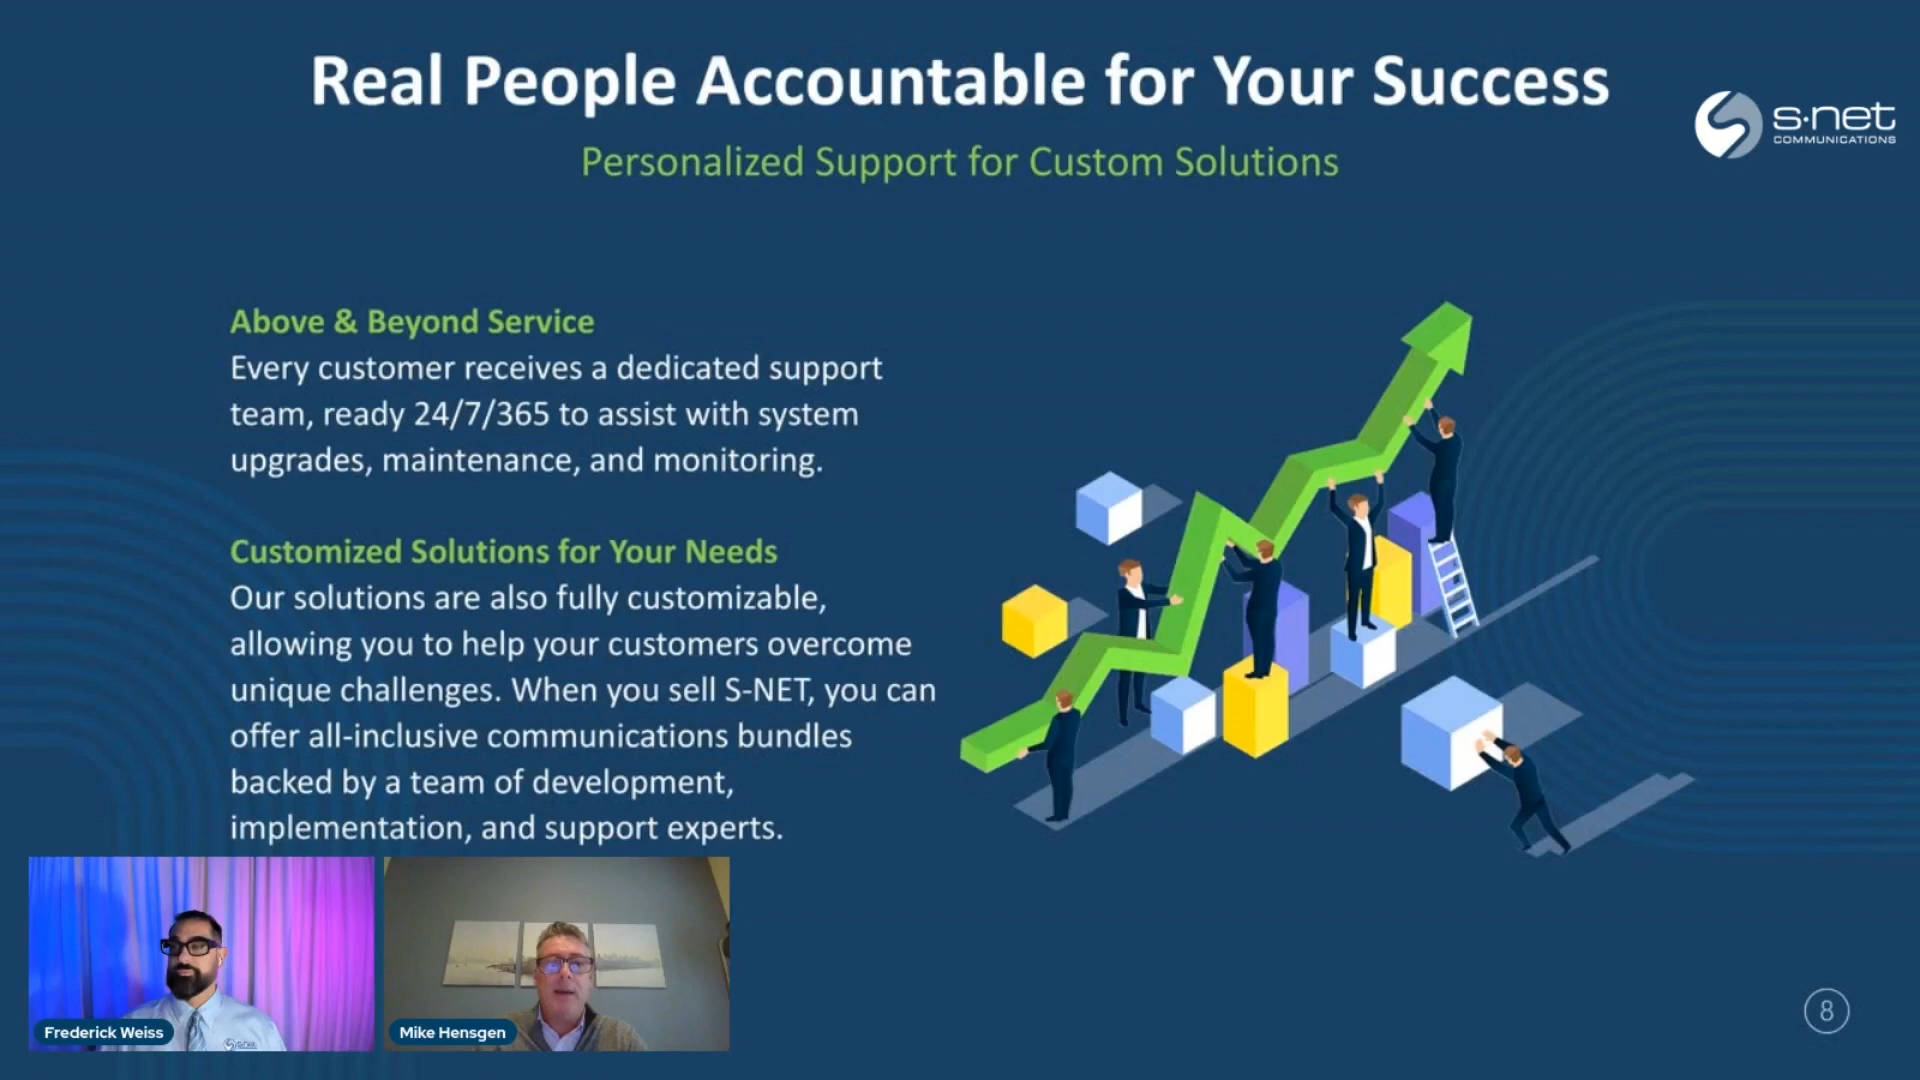 Real People Accountable for Your Success
s·net
COMMUNICATIONS
Personalized Support for Custom Solutions
Above & Beyond Service
Every customer receives a dedicated support
team, ready 24/7/365 to assist with system
upgrades, maintenance, and monitoring.
Customized Solutions for Your Needs
Our solutions are also fully customizable,
allowing you to help your customers overcome
unique challenges. When you sell S-NET, you can
offer all-inclusive communications bundles
backed by a team of development,
implementation, and support experts.
Frederick Weiss
s·net
Mike Hensgen
8